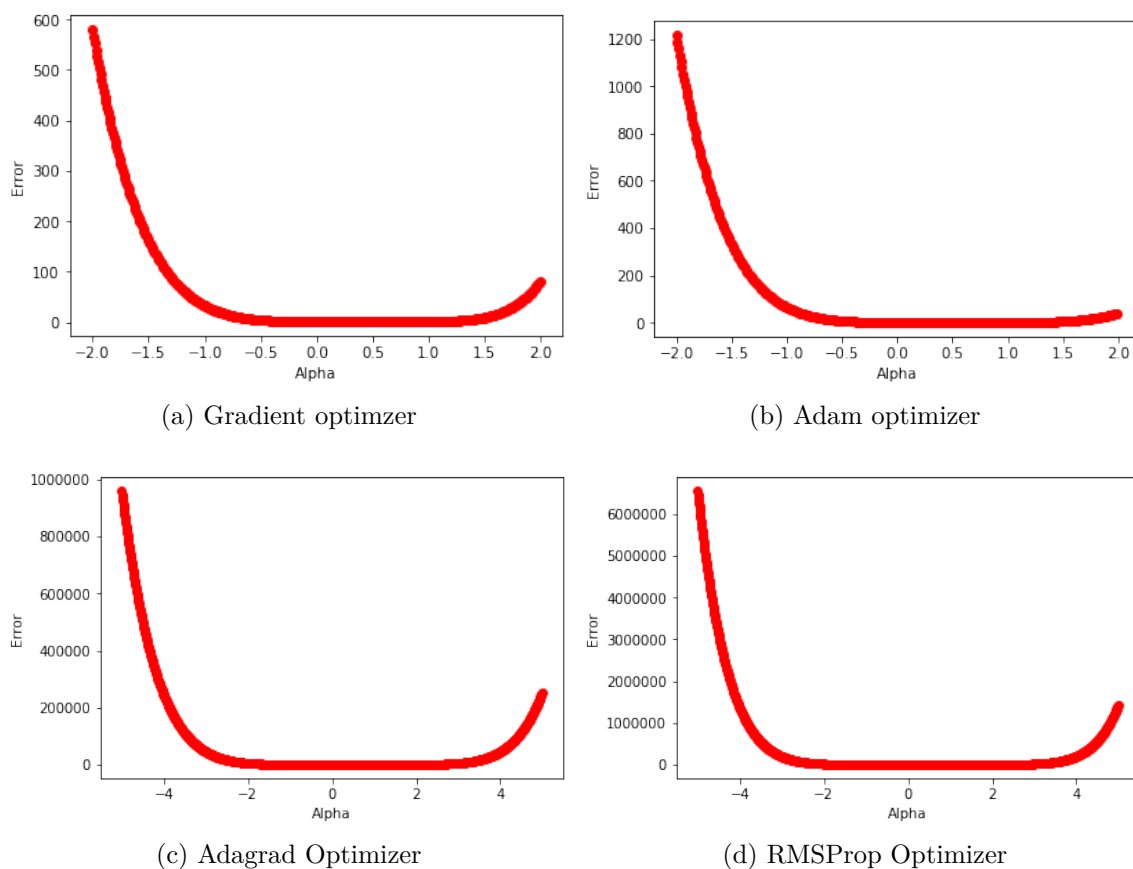 600
500
400
300
200
100
0
Error
−2.0 −1.5 −1.0 −0.5 0.0 0.5 1.0 1.5 2.0
Alpha
(a) Gradient optimzer
1200
1000
800
600
400
200
0
Error
−2.0 −1.5 −1.0 −0.5 0.0 0.5 1.0 1.5 2.0
Alpha
(b) Adam optimizer
1000000
800000
600000
400000
200000
0
Error
−4 −2 0 2 4
Alpha
(c) Adagrad Optimizer
6000000
5000000
4000000
3000000
2000000
1000000
0
Error
−4 −2 0 2 4
Alpha
(d) RMSProp Optimizer